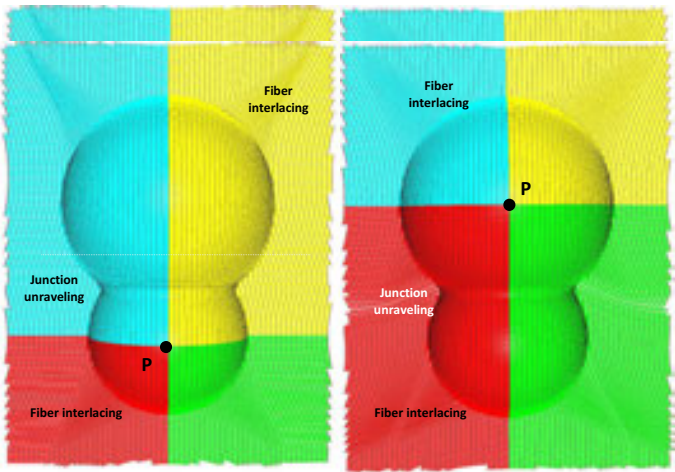 Fiber
interlacing
Junction
unraveling
P
Fiber interlacing
Fiber
interlacing
P
Junction
unraveling
Fiber interlacing